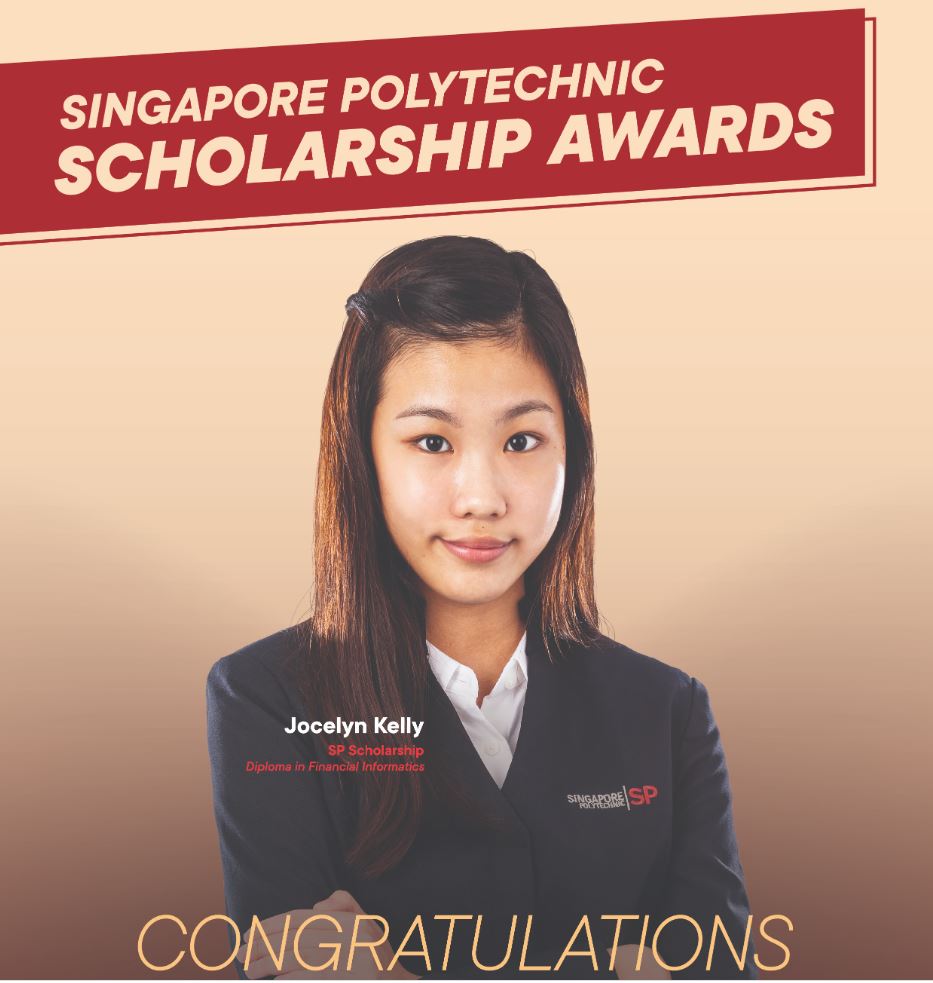 SINGAPORE POLYTECHNIC
SCHOLARSHIP AWARDS
Jocelyn Kelly
SP Scholarship
Diploma in Financial Informatics
SINGAPORE
POLYTECHNIC
SP
CONGRATULATIONS